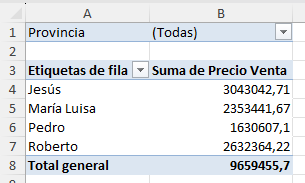 A B
1 Provincia (Todas)
2
3 Etiquetas de fila Suma de Precio Venta
4 Jesús 3043042,71
5 María Luisa 2353441,67
6 Pedro 1630607,1
7 Roberto 2632364,22
8 Total general 9659455,7